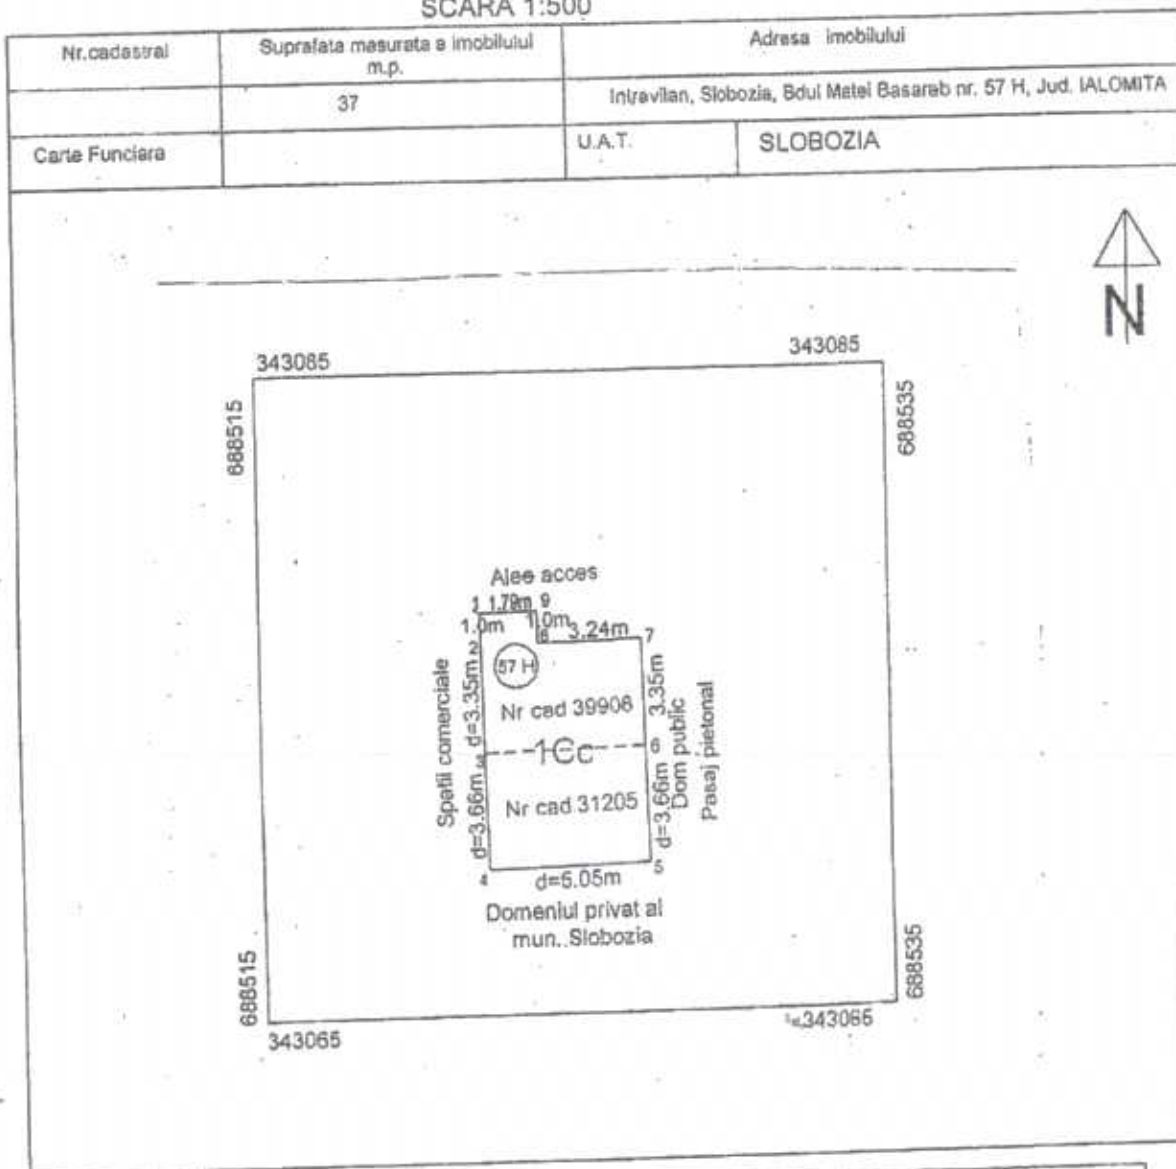 SCARA 1:500
Nr.cadastral
Suprafata masurata a imobilului
m.p.
Adresa imobilului
37
Intravilan, Slobozia, Bdul Matei Basarab nr. 57 H, Jud. IALOMITA
Carte Funciara
U.A.T.
SLOBOZIA
N
343085
343085
688515
688535
Alee acces
1 1.79m 9
1.0m
1.0m
8
3.24m
7
2
57 H
Spatii comerciale
d=3.35m
Nr cad 39908
3.35m
Dom public
Pasaj pietonal
3
1Cc
6
d=3.66m
Nr cad 31205
d=3.66m
4
d=5.05m
5
Domeniul privat al
mun. Slobozia
688515
688535
343065
343065